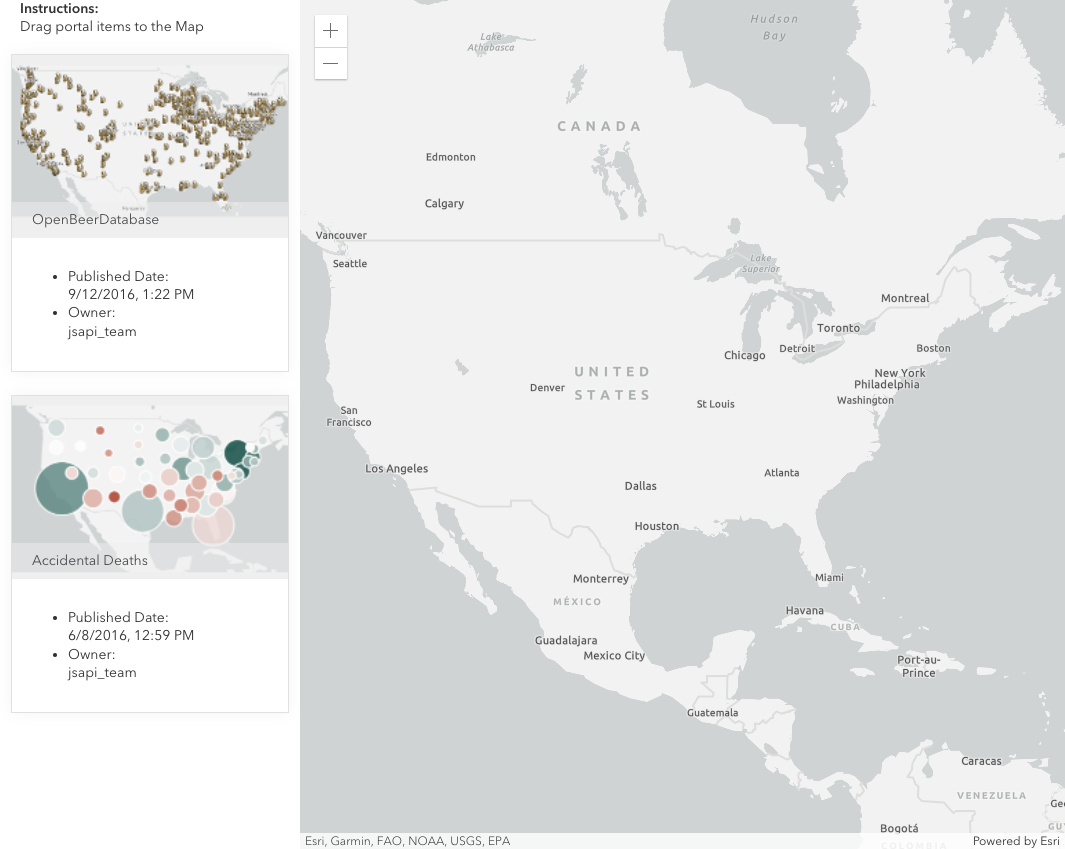 Instructions:
Drag portal items to the Map
OpenBeerDatabase
Published Date:
9/12/2016, 1:22 PM
Owner:
jsapi_team
Accidental Deaths
Published Date:
6/8/2016, 12:59 PM
Owner:
jsapi_team
Hudson
Bay
Lake
Athabasca
CANADA
Edmonton
Calgary
Vancouver
Seattle
Lake
Superior
Montreal
Toronto
Boston
Detroit
Chicago
New York
Philadelphia
Washington
UNITED
STATES
Denver
St Louis
San
Francisco
Los Angeles
Atlanta
Dallas
Houston
Miami
Monterrey
MÉXICO
Havana
CUBA
Guadalajara
Mexico City
Port-au-
Prince
Guatemala
Caracas
VENEZUELA
Bogotá
COLOMBIA
Esri, Garmin, FAO, NOAA, USGS, EPA
Powered by Esri